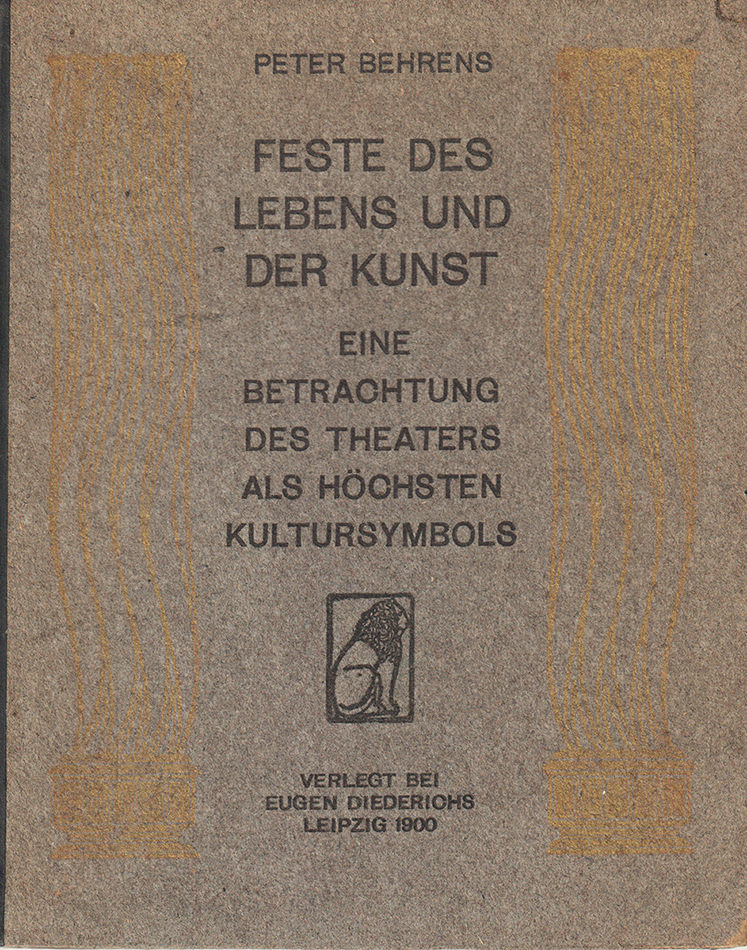 PETER BEHRENS
FESTE DES
LEBENS UND
DER KUNST
EINE
BETRACHTUNG
DES THEATERS
ALS HÖCHSTEN
KULTURSYMBOLS
VERLEGT BEI
EUGEN DIEDERICHS
LEIPZIG 1900